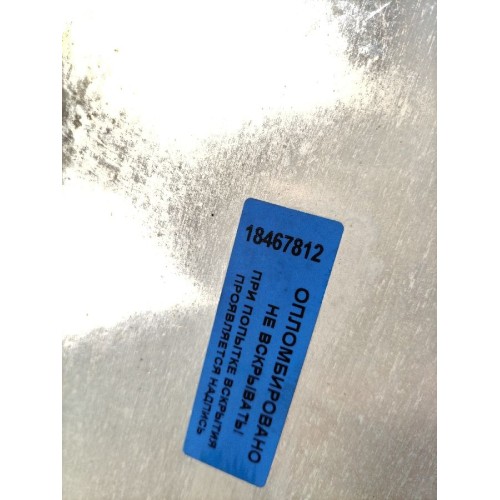 18467812
ОПЛОМБИРОВАНО
НЕ ВСКРЫВАТЬ!
ПРИ ПОПЫТКЕ ВСКРЫТИЯ
ПРОЯВЛЯЕТСЯ НАДПИСЬ